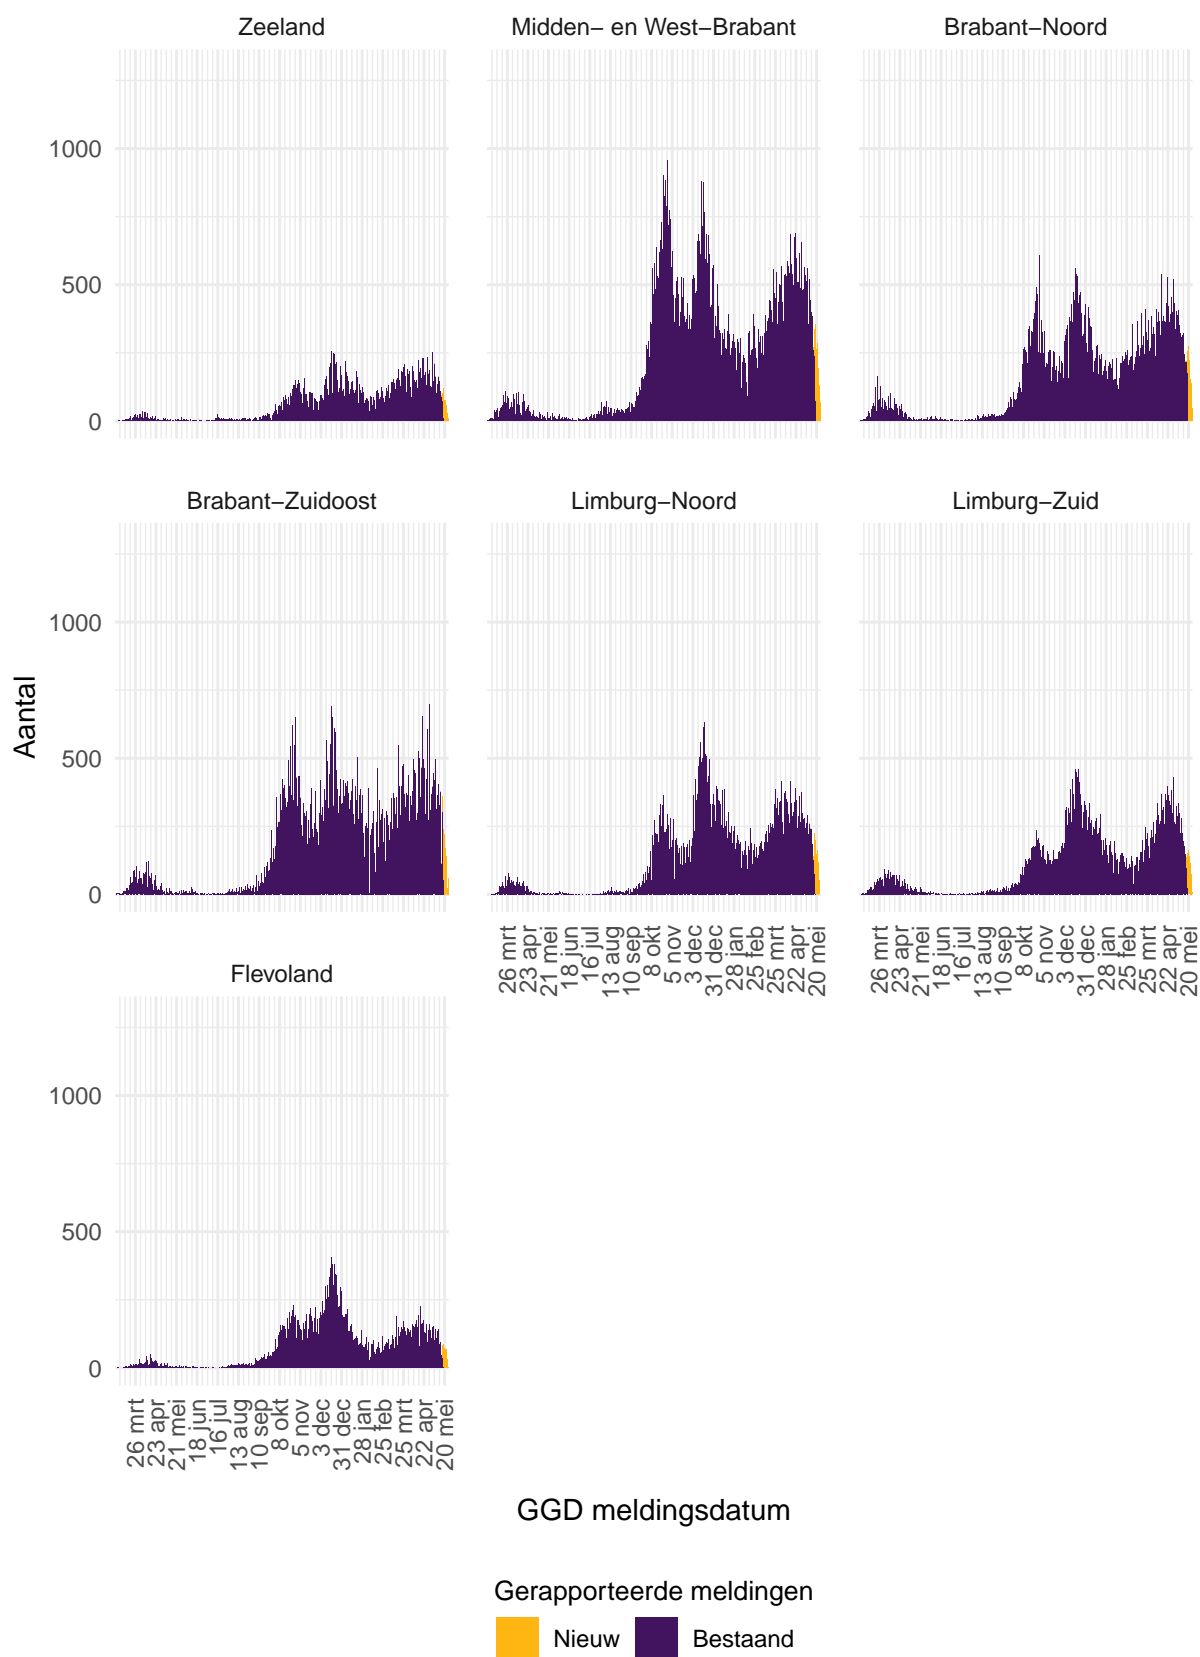 Zeeland
Midden− en West−Brabant
Brabant−Noord
1000
500
0
Brabant−Zuidoost
Limburg−Noord
Limburg−Zuid
1000
500
0
Aantal
26 mrt
23 apr
21 mei
18 jun
16 jul
13 aug
10 sep
8 okt
5 nov
3 dec
31 dec
28 jan
25 feb
25 mrt
22 apr
20 mei
26 mrt
23 apr
21 mei
18 jun
16 jul
13 aug
10 sep
8 okt
5 nov
3 dec
31 dec
28 jan
25 feb
25 mrt
22 apr
20 mei
Flevoland
1000
500
0
26 mrt
23 apr
21 mei
18 jun
16 jul
13 aug
10 sep
8 okt
5 nov
3 dec
31 dec
28 jan
25 feb
25 mrt
22 apr
20 mei
GGD meldingsdatum
Gerapporteerde meldingen
Nieuw Bestaand